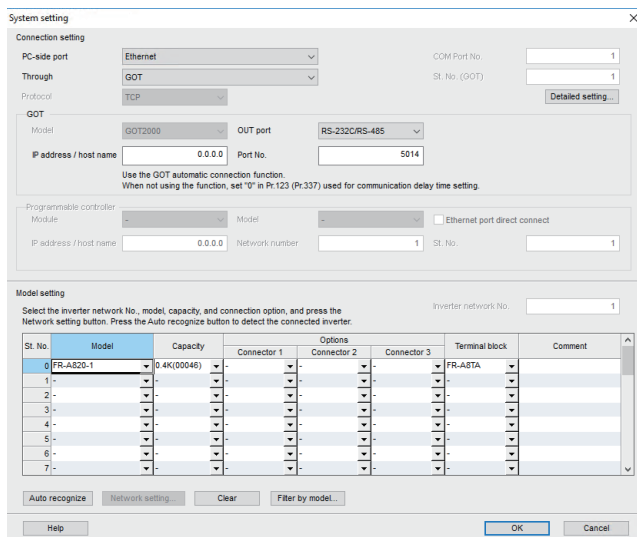 System setting
Connection setting
PC-side port Ethernet COM Port No. 1
Through GOT St. No. (GOT) 1
Protocol TCP Detailed setting...
GOT
Model GOT2000 OUT port RS-232C/RS-485
IP address / host name 0.0.0.0 Port No. 5014
Use the GOT automatic connection function.
When not using the function, set "0" in Pr.123 (Pr.337) used for communication delay time setting.
Programmable controller
Module - Model - Ethernet port direct connect
IP address / host name 0.0.0.0 Network number 1 St. No. 1
Model setting
Select the inverter network No., model, capacity, and connection option, and press the
Network setting button. Press the Auto recognize button to detect the connected inverter.
Inverter network No. 1
St. No. Model Capacity Options Terminal block Comment
Connector 1 Connector 2 Connector 3
0 FR-A820-1 0.4K(00046) - - - FR-A8TA
1 - - - - - -
2 - - - - - -
3 - - - - - -
4 - - - - - -
5 - - - - - -
6 - - - - - -
7 - - - - - -
Auto recognize Network setting... Clear Filter by model...
Help OK Cancel